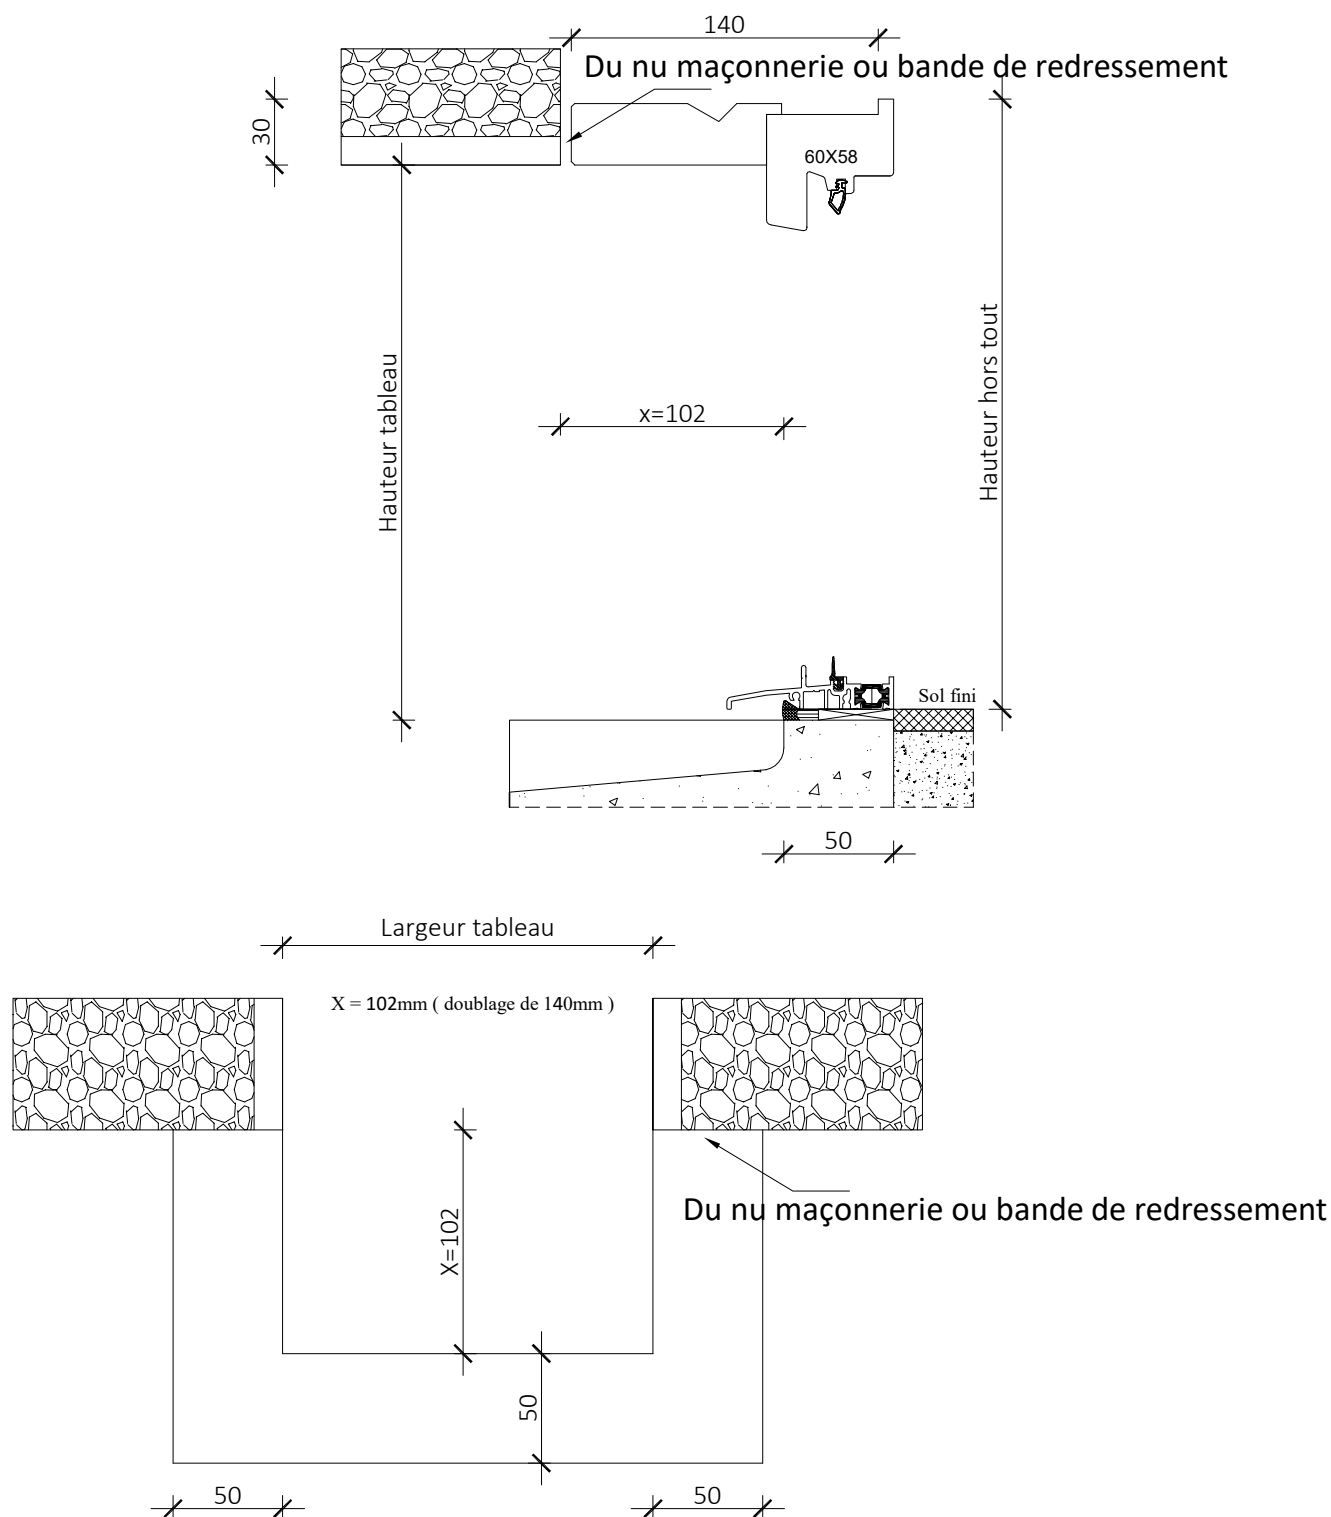 140
Du nu maçonnerie ou bande de redressement
30
60X58
Hauteur tableau
Hauteur hors tout
x=102
Sol fini
50
Largeur tableau
X = 102mm ( doublage de 140mm )
X=102
Du nu maçonnerie ou bande de redressement
50
50
50